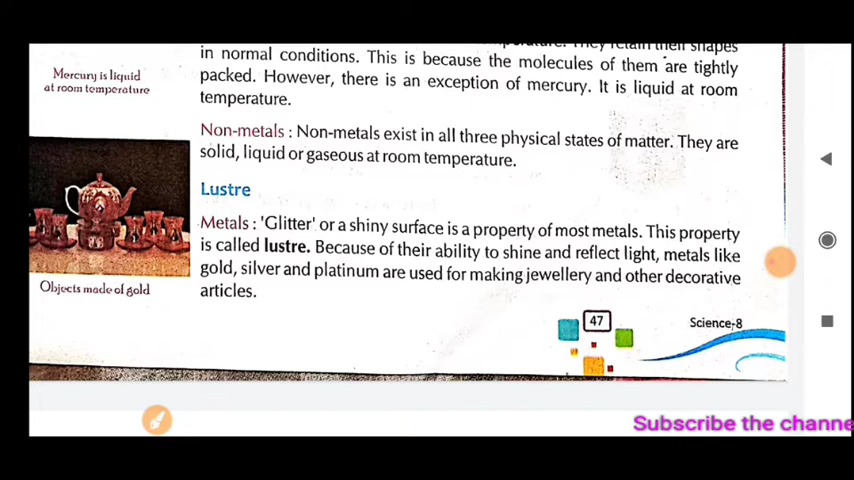 They retain their shapes
in normal conditions. This is because the molecules of them are tightly
packed. However, there is an exception of mercury. It is liquid at room
temperature.
Mercury is liquid
at room temperature
Non-metals : Non-metals exist in all three physical states of matter. They are
solid, liquid or gaseous at room temperature.
Lustre
Metals : 'Glitter' or a shiny surface is a property of most metals. This property
is called lustre. Because of their ability to shine and reflect light, metals like
gold, silver and platinum are used for making jewellery and other decorative
articles.
Objects made of gold
47
Science-8
Subscribe the channe